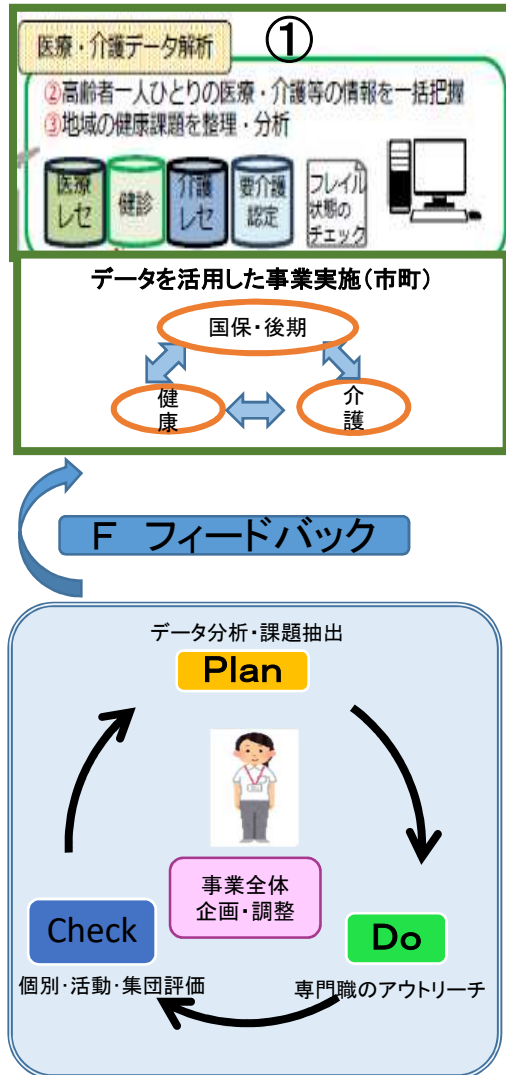 医療・介護データ解析
①
②高齢者一人ひとりの医療・介護等の情報を一括把握
③地域の健康課題を整理・分析
医療
レセ
健診
介護
レセ
要介護
認定
フレイル
状態の
チェック
データを活用した事業実施(市町)
国保・後期
健
康
介
護
F フィードバック
データ分析・課題抽出
Plan
事業全体
企画・調整
Check
Do
個別・活動・集団評価
専門職のアウトリーチ